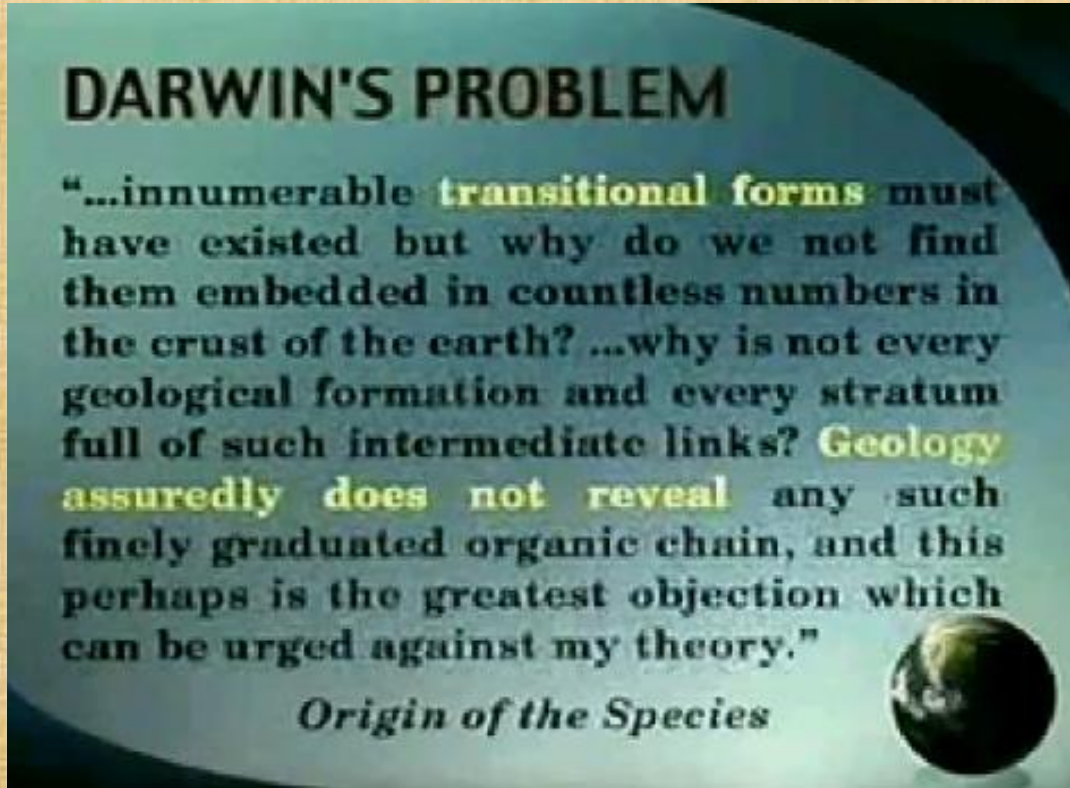 DARWIN'S PROBLEM
“...innumerable transitional forms must
have existed but why do we not find
them embedded in countless numbers in
the crust of the earth? ...why is not every
geological formation and every stratum
full of such intermediate links? Geology
assuredly does not reveal any such
finely graduated organic chain, and this
perhaps is the greatest objection which
can be urged against my theory.”
Origin of the Species